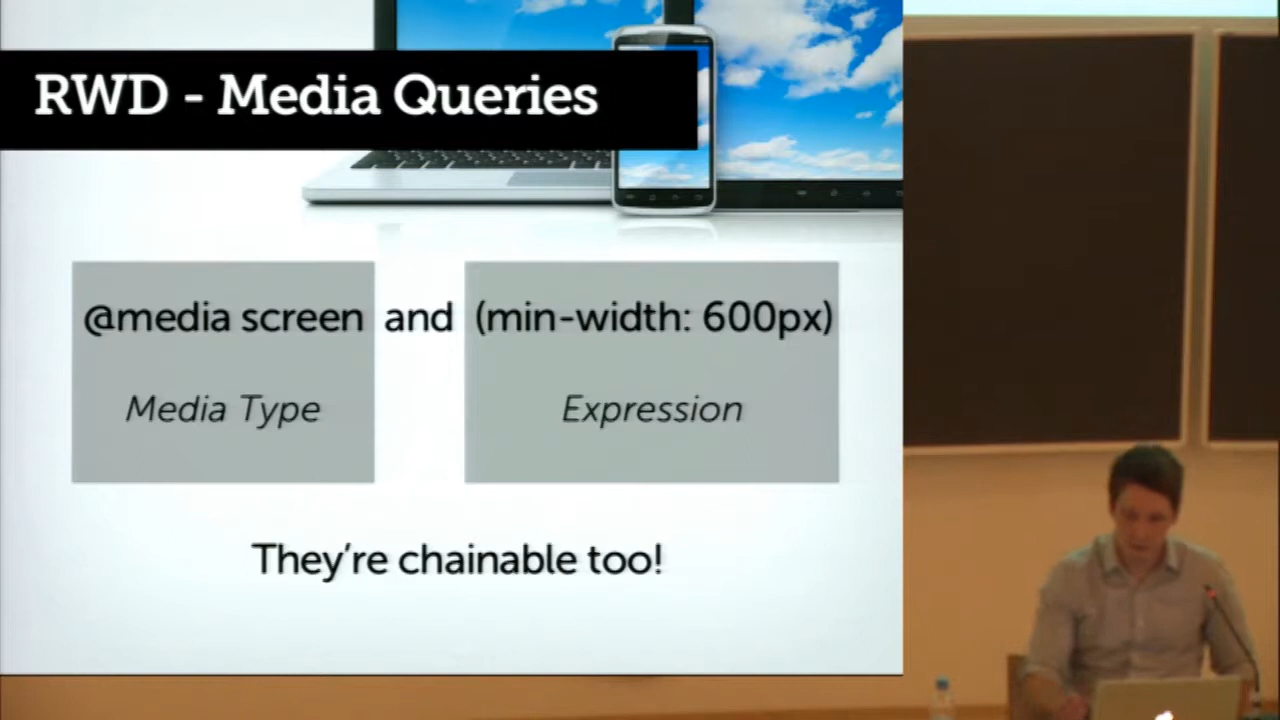 RWD - Media Queries
@media screen and (min-width: 600px)
Media Type Expression
They're chainable too!